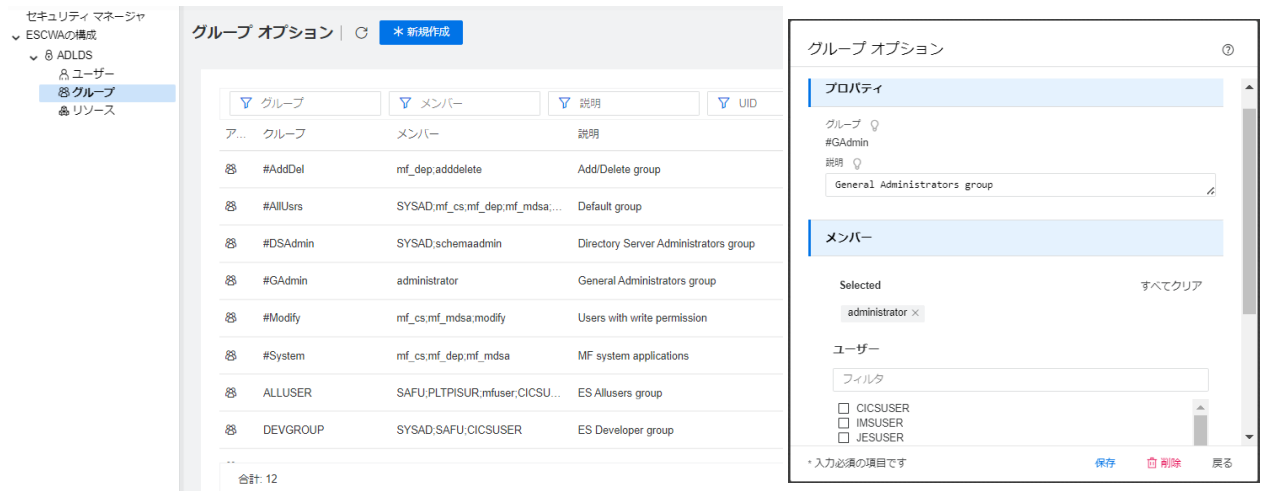 セキュリティ マネージャ
ESCWAの構成
ADLDS
ユーザー
グループ
リソース
グループ オプション
新規作成
グループ
メンバー
説明
UID
ア... グループ メンバー 説明
#AddDel mf_dep;adddelete Add/Delete group
#AllUsrs SYSAD;mf_cs;mf_dep;mf_mdsa;... Default group
#DSAdmin SYSAD;schemaadmin Directory Server Administrators group
#GAdmin administrator General Administrators group
#Modify mf_cs;mf_mdsa;modify Users with write permission
#System mf_cs;mf_dep;mf_mdsa MF system applications
ALLUSER SAFU;PLTPISUR;mfuser;CICSU... ES Allusers group
DEVGROUP SYSAD;SAFU;CICSUSER ES Developer group
合計: 12
グループ オプション
プロパティ
グループ
#GAdmin
説明
General Administrators group
メンバー
Selected すべてクリア
administrator ×
ユーザー
フィルタ
CICSUSER
IMSUSER
JESUSER
* 入力必須の項目です 保存 削除 戻る